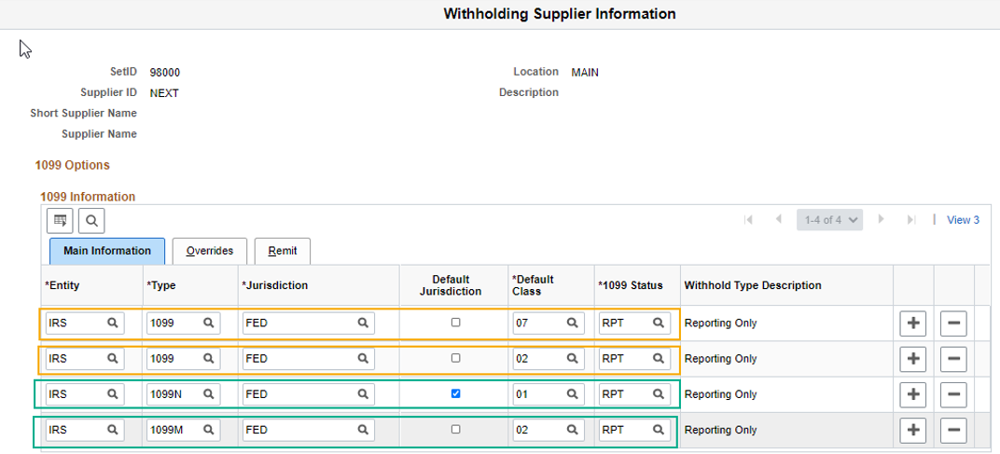 Withholding Supplier Information
SetID 98000 Location MAIN
Supplier ID NEXT Description
Short Supplier Name
Supplier Name
1099 Options
1099 Information
1-4 of 4 | View 3
Main Information Overrides Remit
*Entity *Type *Jurisdiction Default Jurisdiction *Default Class *1099 Status Withhold Type Description
IRS 1099 FED 07 RPT Reporting Only
IRS 1099 FED 02 RPT Reporting Only
IRS 1099N FED 01 RPT Reporting Only
IRS 1099M FED 02 RPT Reporting Only